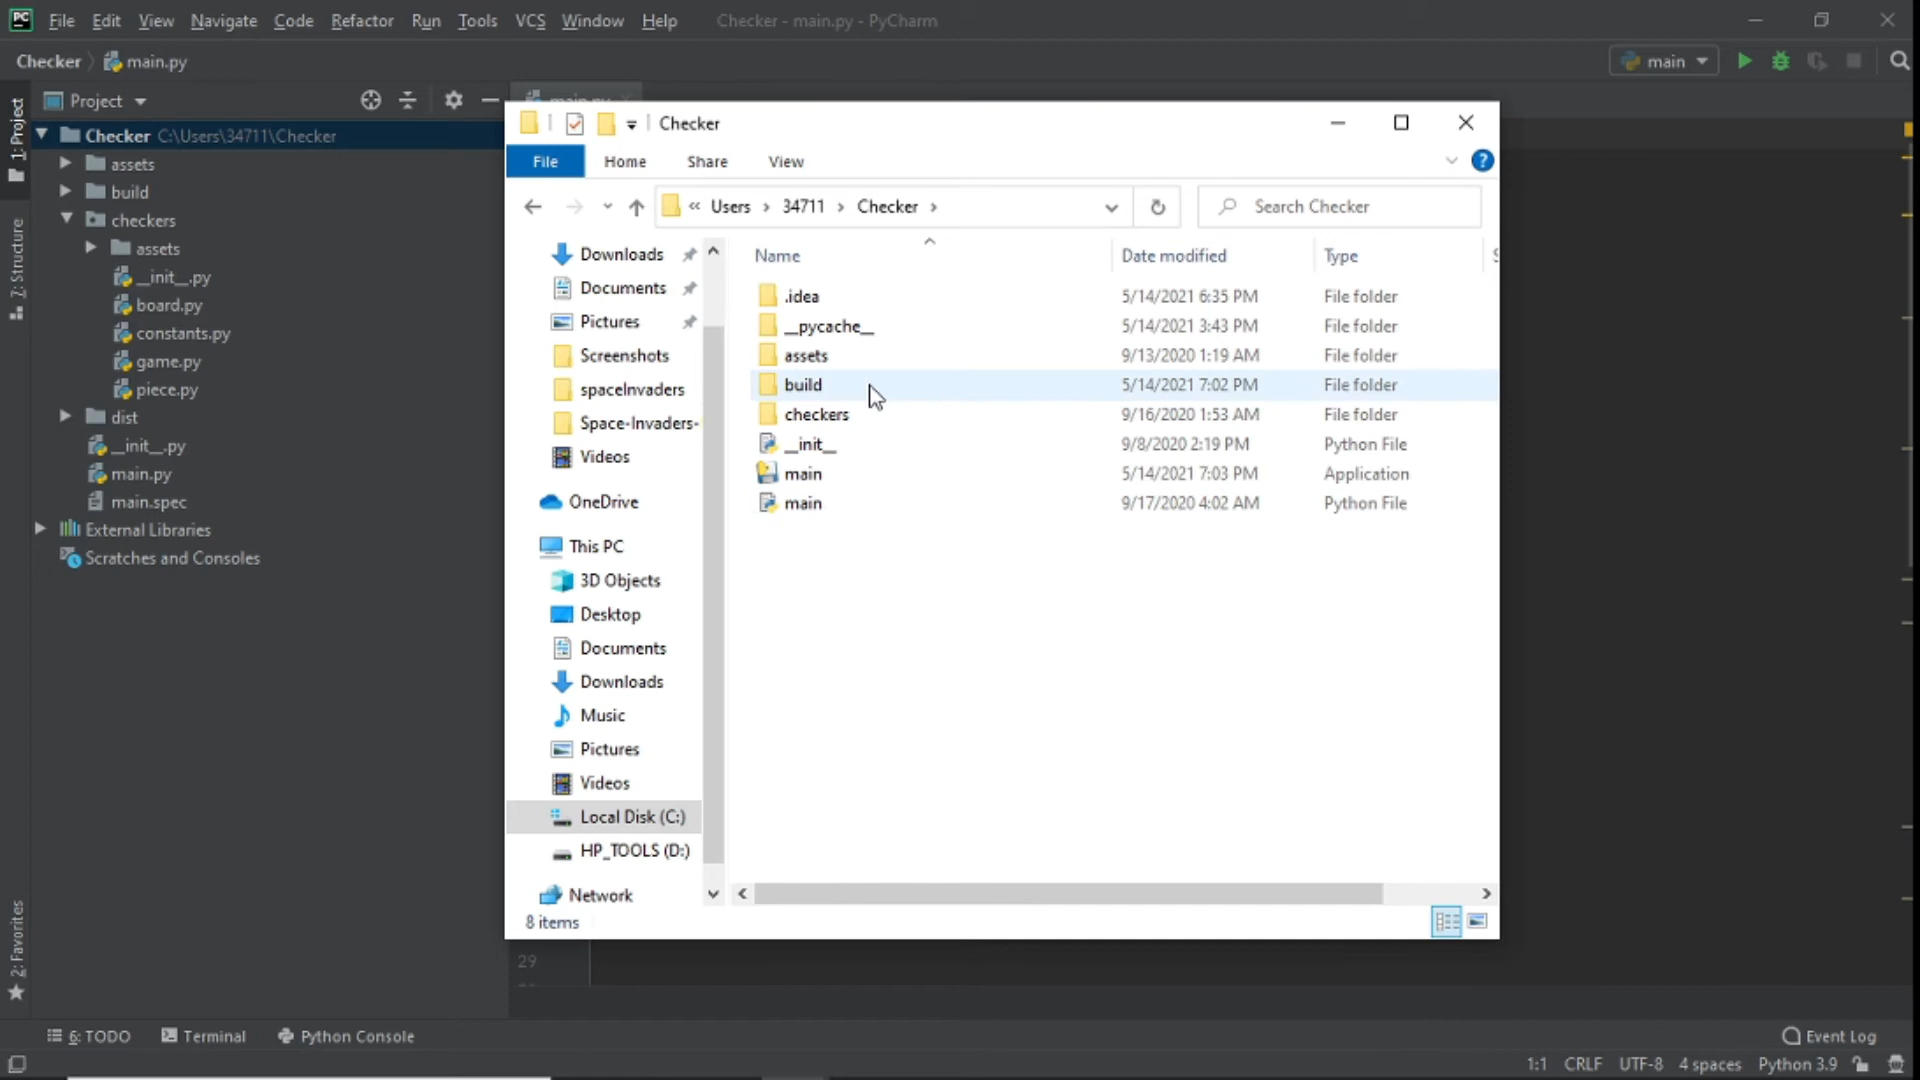 PC File Edit View Navigate Code Refactor Run Tools VCS Window Help Checker - main.py - PyCharm
Checker main.py main
1: Project
7: Structure
2: Favorites
Project
Checker C:\Users\34711\Checker
assets
build
checkers
assets
__init__.py
board.py
constants.py
game.py
piece.py
dist
__init__.py
main.py
main.spec
External Libraries
Scratches and Consoles
main.py
Checker
File Home Share View ?
« Users › 34711 › Checker › Search Checker
Downloads
Documents
Pictures
Screenshots
spaceInvaders
Space-Invaders-
Videos
OneDrive
This PC
3D Objects
Desktop
Documents
Downloads
Music
Pictures
Videos
Local Disk (C:)
HP_TOOLS (D:)
Network
Name Date modified Type
.idea 5/14/2021 6:35 PM File folder
__pycache__ 5/14/2021 3:43 PM File folder
assets 9/13/2020 1:19 AM File folder
build 5/14/2021 7:02 PM File folder
checkers 9/16/2020 1:53 AM File folder
__init__ 9/8/2020 2:19 PM Python File
main 5/14/2021 7:03 PM Application
main 9/17/2020 4:02 AM Python File
8 items
29
6: TODO Terminal Python Console Event Log
1:1 CRLF UTF-8 4 spaces Python 3.9